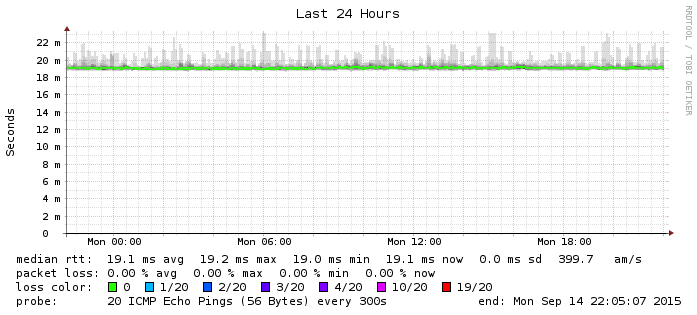 Last 24 Hours
RRDTOOL / TOBI OETIKER
Seconds
22 m
20 m
18 m
16 m
14 m
12 m
10 m
8 m
6 m
4 m
2 m
0
Mon 00:00 Mon 06:00 Mon 12:00 Mon 18:00
median rtt: 19.1 ms avg 19.2 ms max 19.0 ms min 19.1 ms now 0.0 ms sd 399.7 am/s
packet loss: 0.00 % avg 0.00 % max 0.00 % min 0.00 % now
loss color: 0 1/20 2/20 3/20 4/20 10/20 19/20
probe: 20 ICMP Echo Pings (56 Bytes) every 300s end: Mon Sep 14 22:05:07 2015